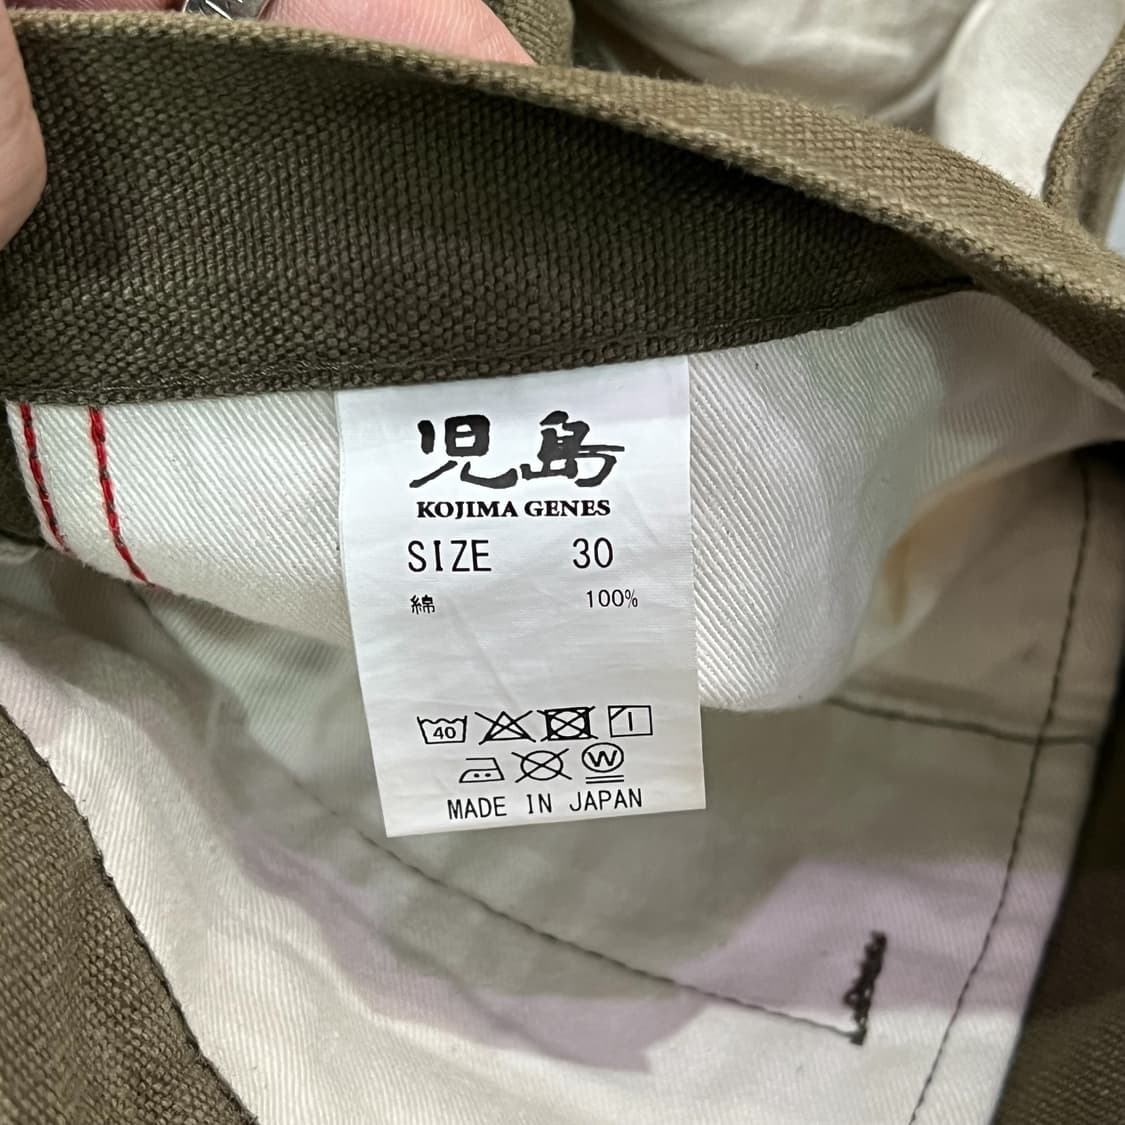 児島
KOJIMA GENES
SIZE 30
綿 100%
40
W
MADE IN JAPAN